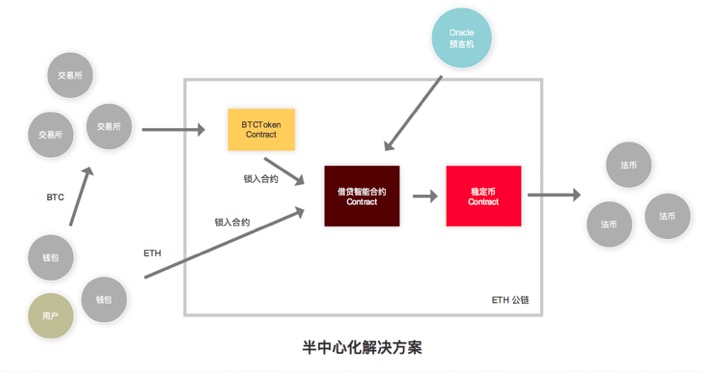 Oracle
预言机
交易所
交易所
交易所
BTCToken
Contract
锁入合约
借贷智能合约
Contract
稳定币
Contract
法币
法币
法币
BTC
锁入合约
ETH
钱包
钱包
用户
ETH 公链
半中心化解决方案